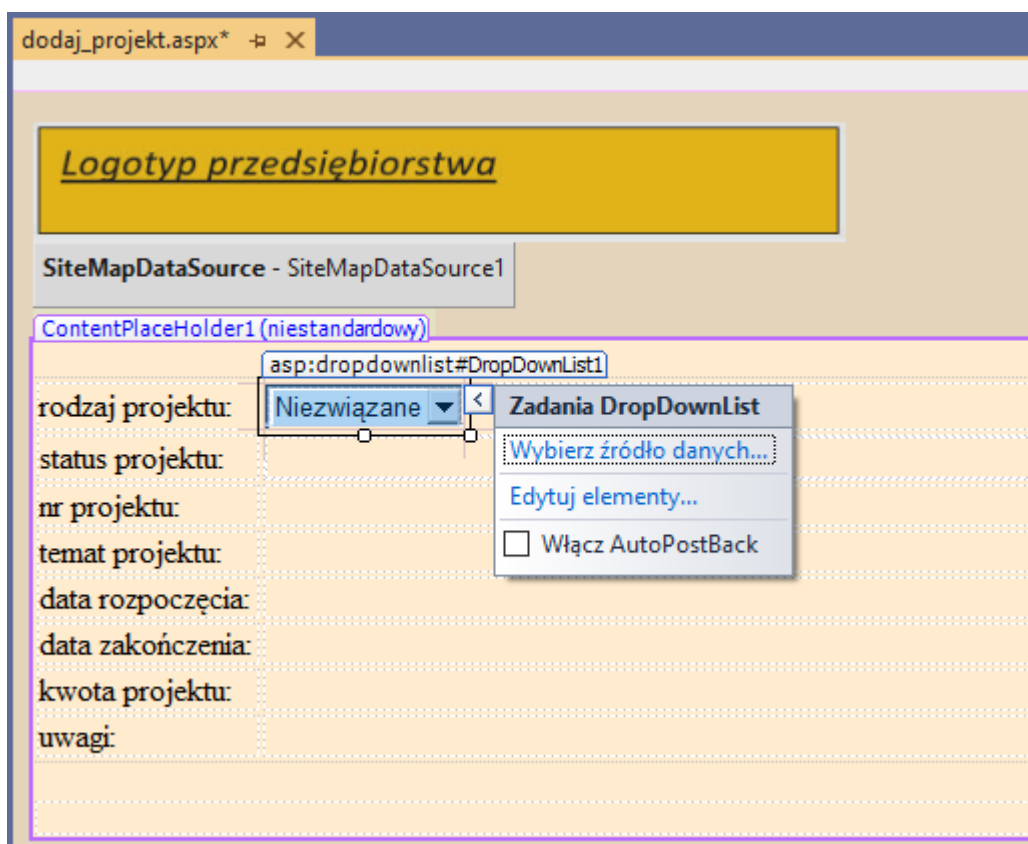 dodaj_projekt.aspx*
Logotyp przedsiębiorstwa
SiteMapDataSource - SiteMapDataSource1
ContentPlaceHolder1 (niestandardowy)
asp:dropdownlist#DropDownList1
rodzaj projektu: Niezwiązane < Zadania DropDownList
Wybierz źródło danych...
status projektu:
Edytuj elementy...
nr projektu:
Włącz AutoPostBack
temat projektu:
data rozpoczęcia:
data zakończenia:
kwota projektu:
uwagi: